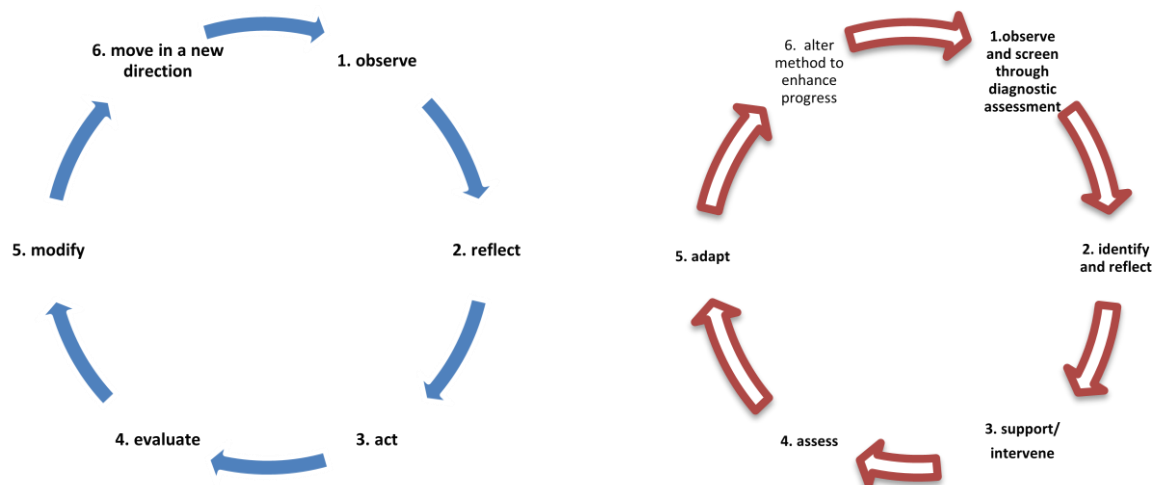 6. move in a new
direction
1. observe
2. reflect
3. act
4. evaluate
5. modify
6. alter
method to
enhance
progress
1.observe
and screen
through
diagnostic
assessment
2. identify
and reflect
3. support/
intervene
4. assess
5. adapt